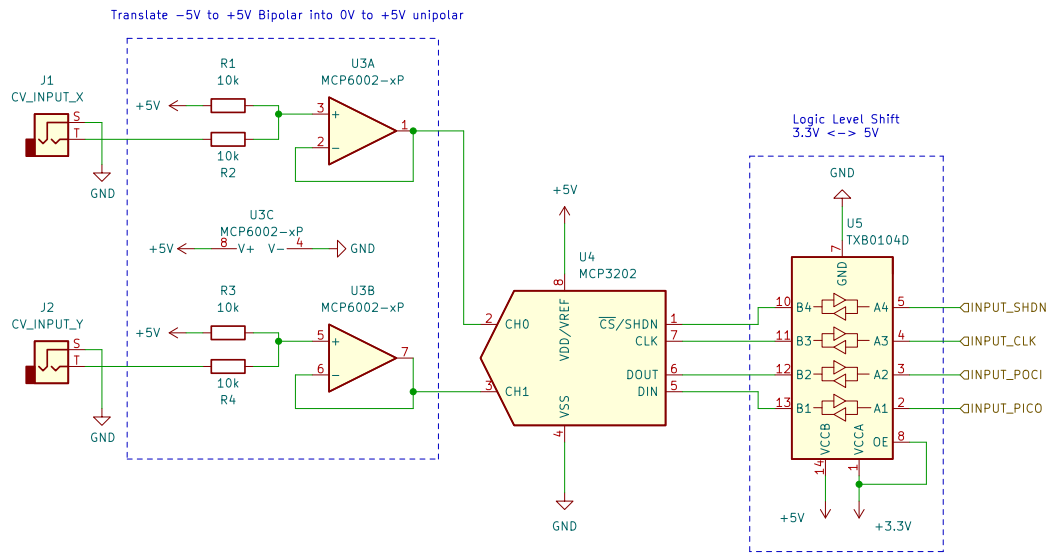 Translate -5V to +5V Bipolar into 0V to +5V unipolar
J1
CV_INPUT_X
S
T
GND
R1
10k
+5V
10k
R2
U3A
MCP6002-xP
3
+
2
-
1
U3C
MCP6002-xP
+5V
8
V+
V-
4
GND
J2
CV_INPUT_Y
S
T
GND
R3
10k
+5V
10k
R4
U3B
MCP6002-xP
5
+
6
-
7
+5V
U4
MCP3202
8
VDD/VREF
2
CH0
3
CH1
CS/SHDN
1
CLK
7
DOUT
6
DIN
5
VSS
4
GND
Logic Level Shift
3.3V <-> 5V
GND
U5
TXB0104D
7
GND
10
B4
A4
5
INPUT_SHDN
11
B3
A3
4
INPUT_CLK
12
B2
A2
3
INPUT_POCI
13
B1
A1
2
INPUT_PICO
OE
8
VCCB
14
VCCA
1
+5V
+3.3V